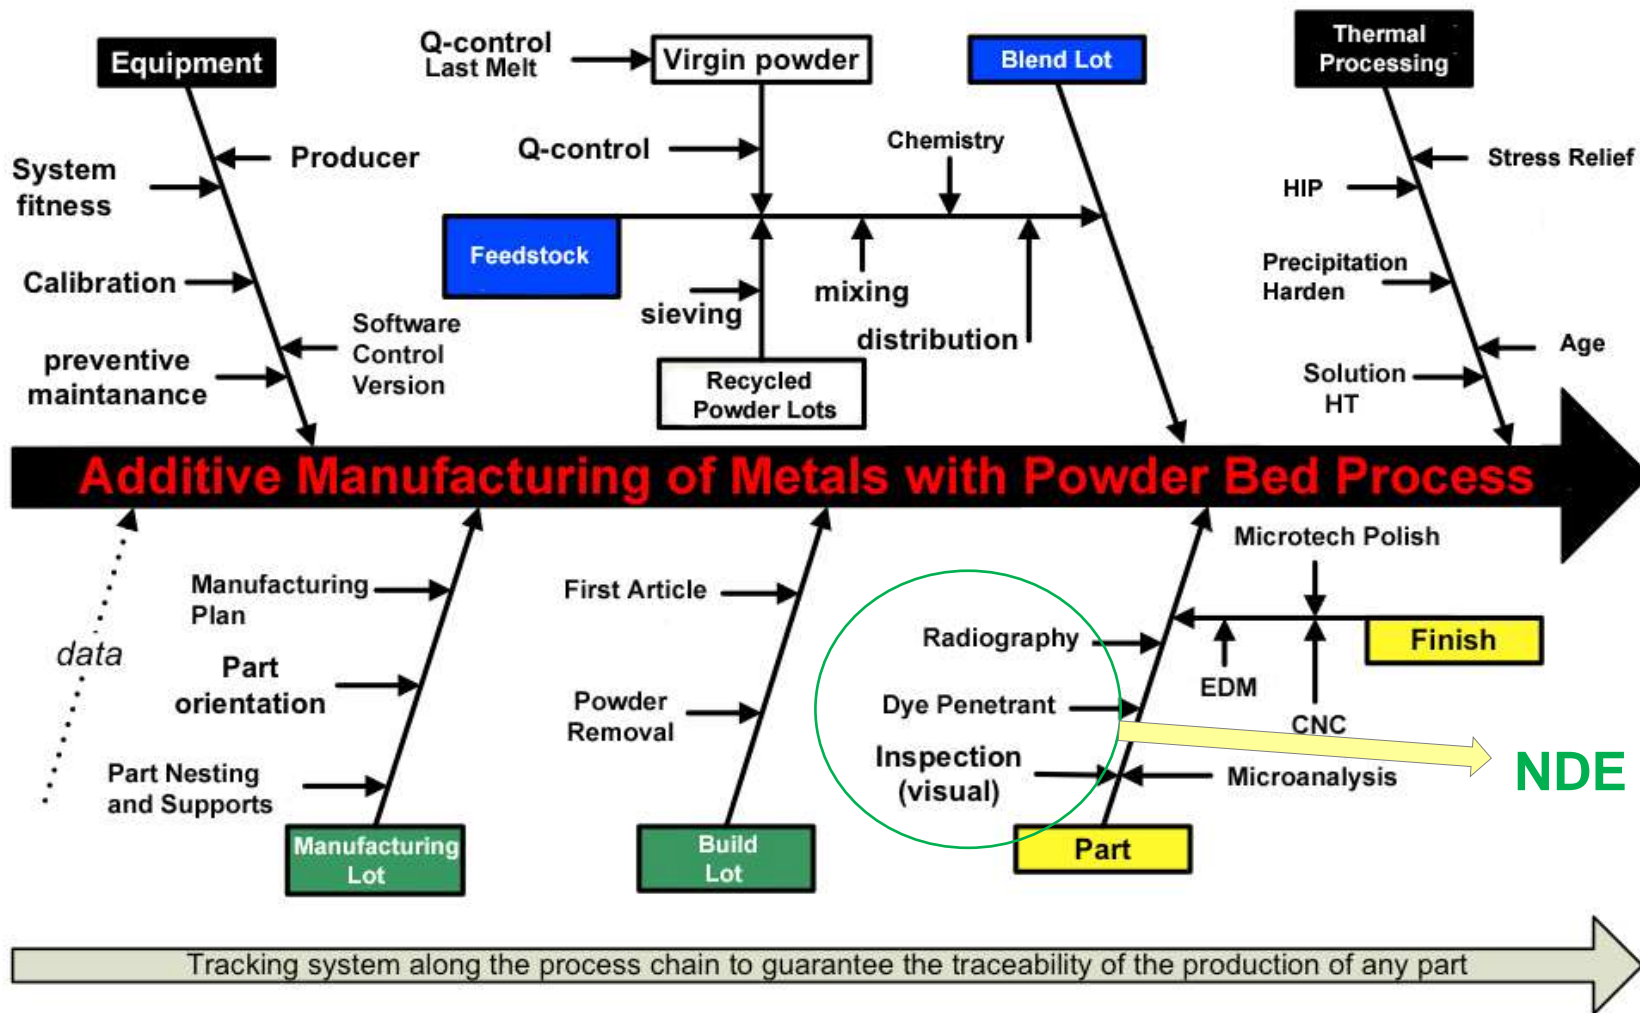 Equipment
Producer
System
fitness
Calibration
Software
Control
Version
preventive
maintanance
Q-control
Last Melt
Virgin powder
Q-control
Chemistry
Feedstock
sieving
mixing
distribution
Recycled
Powder Lots
Blend Lot
Thermal
Processing
Stress Relief
HIP
Precipitation
Harden
Age
Solution
HT
Additive Manufacturing of Metals with Powder Bed Process
data
Manufacturing
Plan
Part
orientation
Part Nesting
and Supports
Manufacturing
Lot
First Article
Powder
Removal
Build
Lot
Radiography
Dye Penetrant
Inspection
(visual)
Part
Microtech Polish
Finish
EDM
CNC
Microanalysis
NDE
Tracking system along the process chain to guarantee the traceability of the production of any part